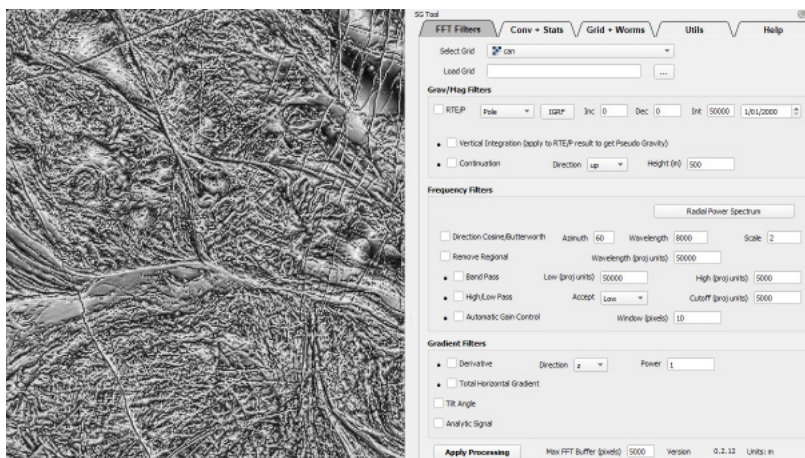 SG Tool
FFT Filters Conv + Stats Grid + Worms Utils Help
Select Grid can
Load Grid ...
Grav/Mag Filters
RTE/P Pole IGRF Inc 0 Dec 0 Int 50000 1/01/2000
Vertical Integration (apply to RTE/P result to get Pseudo Gravity)
Continuation Direction up Height (m) 500
Frequency Filters
Radial Power Spectrum
Direction Cosine/Butterworth Azimuth 60 Wavelength 8000 Scale 2
Remove Regional Wavelength (proj units) 50000
Band Pass Low (proj units) 50000 High (proj units) 5000
High/Low Pass Accept Low Cutoff (proj units) 5000
Automatic Gain Control Window (pixels) 10
Gradient Filters
Derivative Direction z Power 1
Total Horizontal Gradient
Tilt Angle
Analytic Signal
Apply Processing Max FFT Buffer (pixels) 5000 Version 0.2.12 Units: m